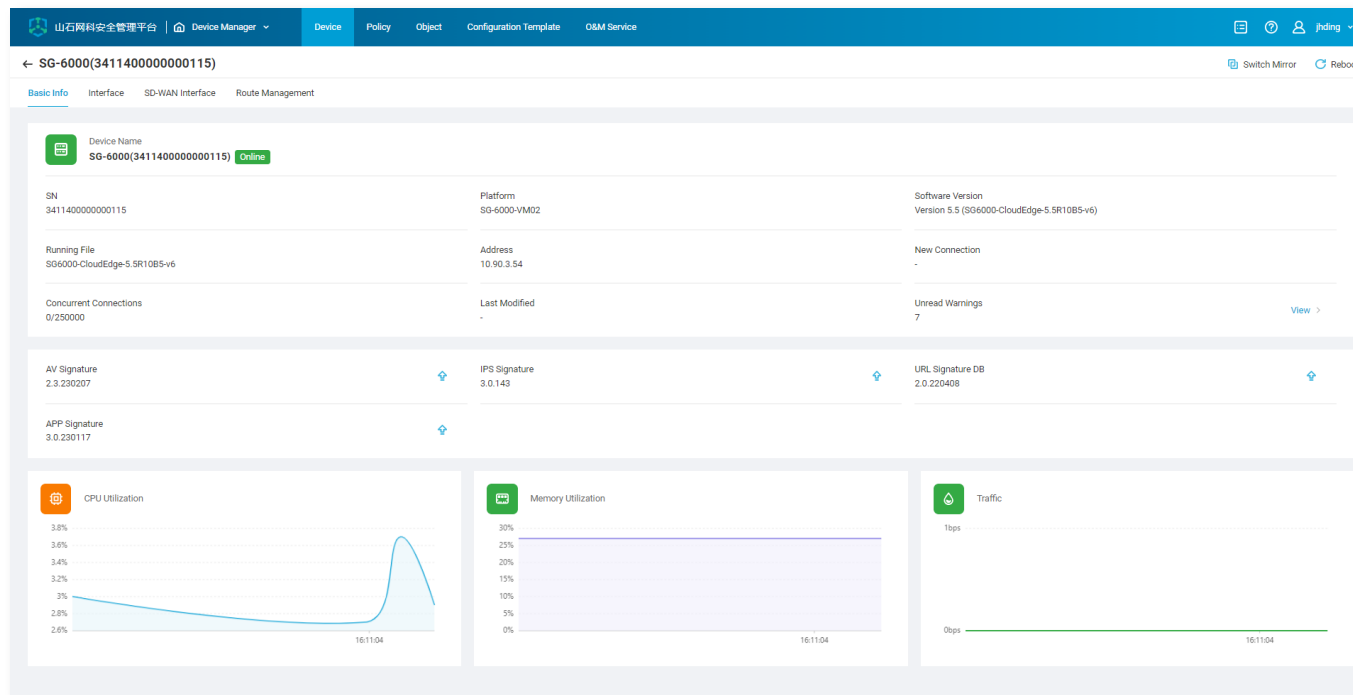 山石网科安全管理平台 Device Manager Device Policy Object Configuration Template O&M Service jhding
SG-6000(3411400000000115) Switch Mirror Reboo
Basic Info Interface SD-WAN Interface Route Management
Device Name
SG-6000(3411400000000115) Online
SN Platform Software Version
3411400000000115 SG-6000-VM02 Version 5.5 (SG6000-CloudEdge-5.5R10B5-v6)
Running File Address New Connection
SG6000-CloudEdge-5.5R10B5-v6 10.90.3.54 -
Concurrent Connections Last Modified Unread Warnings
0/250000 - 7 View
AV Signature IPS Signature URL Signature DB
2.3.230207 3.0.143 2.0.220408
APP Signature
3.0.230117
CPU Utilization Memory Utilization Traffic
3.8% 30% 1bps
3.6% 25%
3.4% 20%
3.2% 15%
3% 10%
2.8% 5%
2.6% 0% 0bps
16:11:04 16:11:04 16:11:04